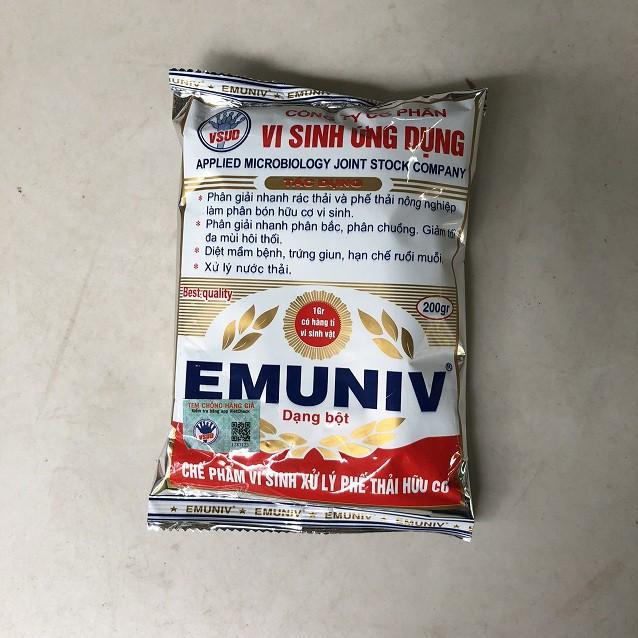 EMUNIV ★ EMUNIV ★ EMUNIV ★ EMUNIV ★
CÔNG TY CỔ PHẦN
VSUD
VI SINH ỨNG DỤNG
APPLIED MICROBIOLOGY JOINT STOCK COMPANY
TÁC DỤNG
* Phân giải nhanh rác thải và phế thải nông nghiệp
làm phân bón hữu cơ vi sinh.
* Phân giải nhanh phân bắc, phân chuồng. Giảm tối
đa mùi hôi thối.
* Diệt mầm bệnh, trứng giun, hạn chế ruồi muỗi.
* Xử lý nước thải.
Best quality
1Gr
có hàng tỉ
vi sinh vật
200gr
EMUNIV®
Dạng bột
TEM CHỐNG HÀNG GIẢ
VSUD
CHẾ PHẨM VI SINH XỬ LÝ PHẾ THẢI HỮU CƠ
EMUNIV ★ EMUNIV ★ EMUNIV ★ EMUNIV